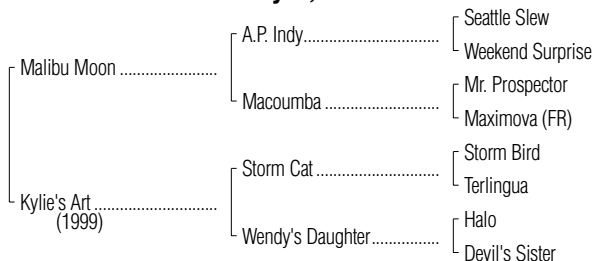 Seattle Slew
A.P. Indy
Weekend Surprise
Malibu Moon
Mr. Prospector
Macoumba
Maximova (FR)
Storm Bird
Storm Cat
Terlingua
Kylie's Art
(1999)
Halo
Wendy's Daughter
Devil's Sister